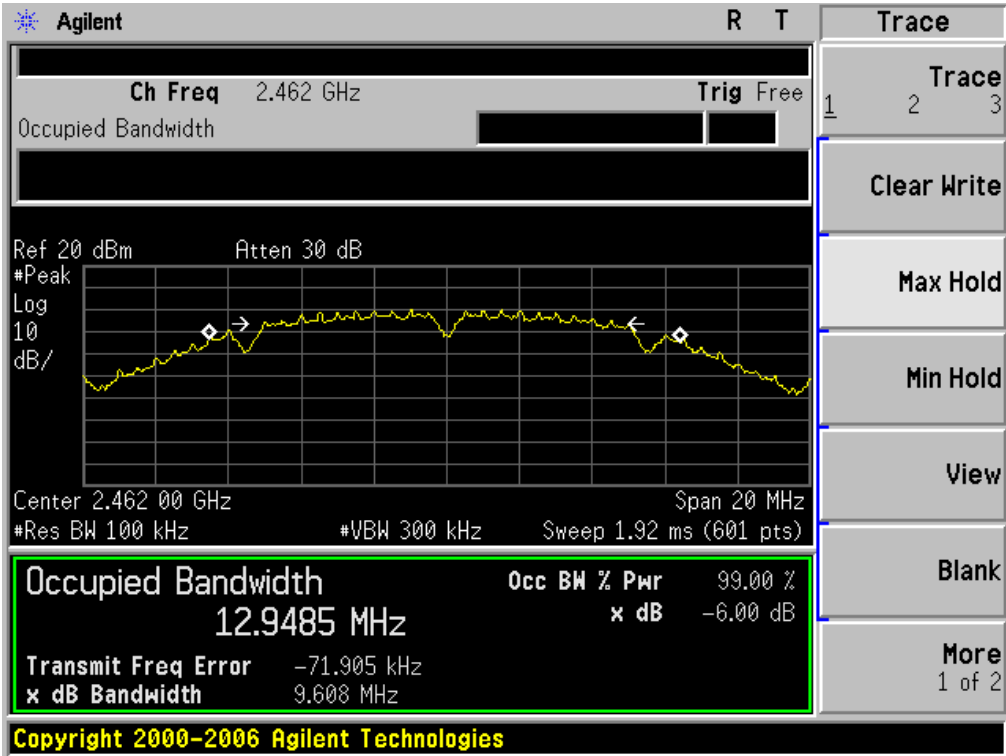 Agilent R T Trace
Ch Freq 2.462 GHz Trig Free
Occupied Bandwidth
Trace
1 2 3
Clear Write
Max Hold
Min Hold
View
Blank
More
1 of 2
Ref 20 dBm Atten 30 dB
#Peak
Log
10
dB/
Center 2.462 00 GHz Span 20 MHz
#Res BW 100 kHz #VBW 300 kHz Sweep 1.92 ms (601 pts)
Occupied Bandwidth Occ BW % Pwr 99.00 %
12.9485 MHz x dB -6.00 dB
Transmit Freq Error -71.905 kHz
x dB Bandwidth 9.608 MHz
Copyright 2000-2006 Agilent Technologies